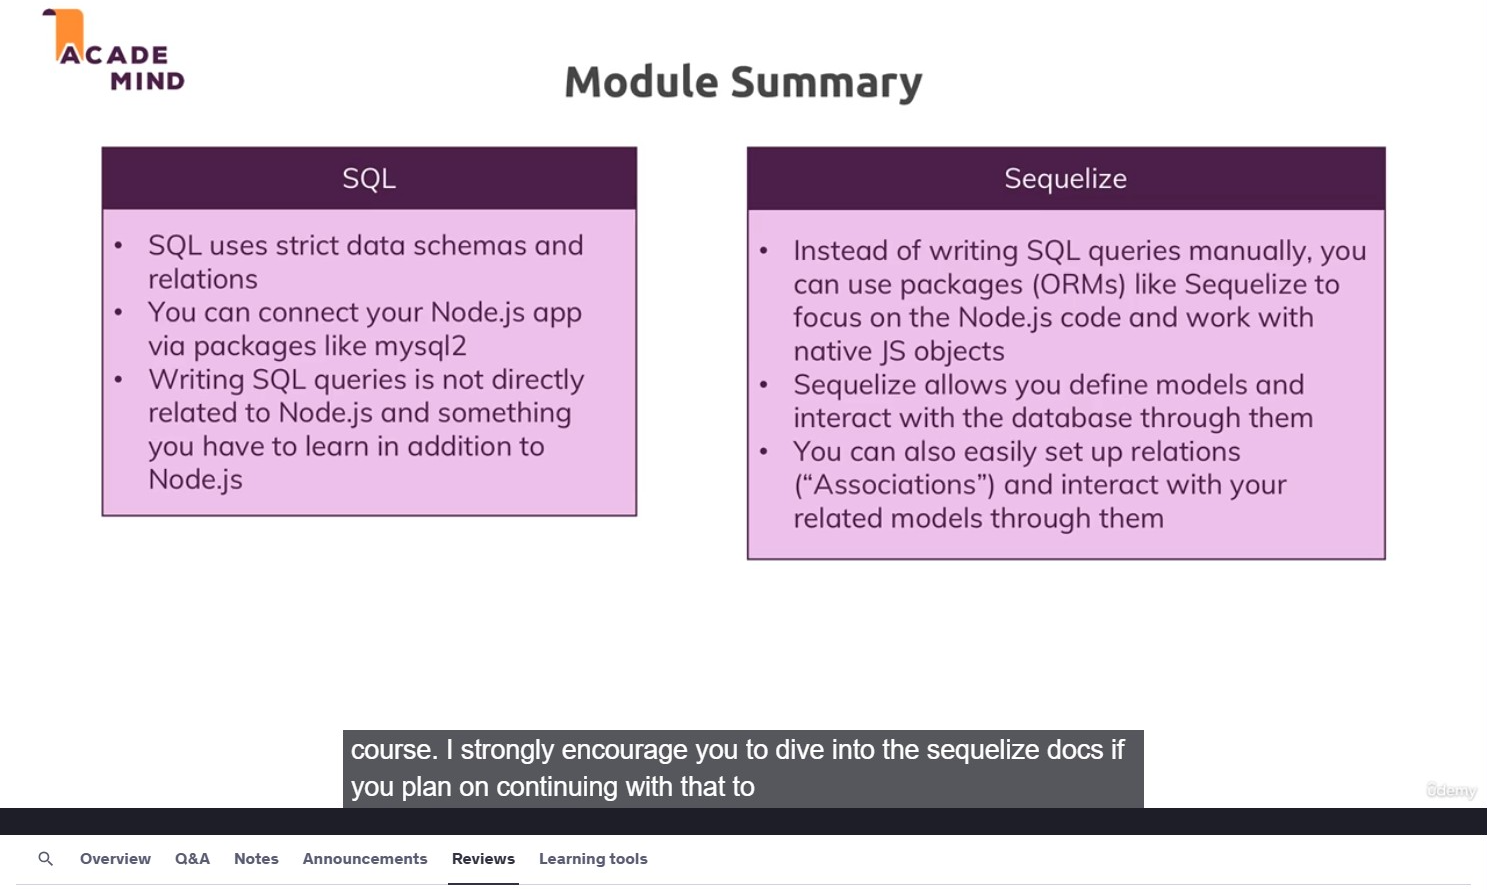 ACADE
MIND
Module Summary
SQL
• SQL uses strict data schemas and
relations
• You can connect your Node.js app
via packages like mysql2
• Writing SQL queries is not directly
related to Node.js and something
you have to learn in addition to
Node.js
Sequelize
• Instead of writing SQL queries manually, you
can use packages (ORMs) like Sequelize to
focus on the Node.js code and work with
native JS objects
• Sequelize allows you define models and
interact with the database through them
• You can also easily set up relations
(“Associations”) and interact with your
related models through them
course. I strongly encourage you to dive into the sequelize docs if
you plan on continuing with that to
ûdemy
Overview Q&A Notes Announcements Reviews Learning tools